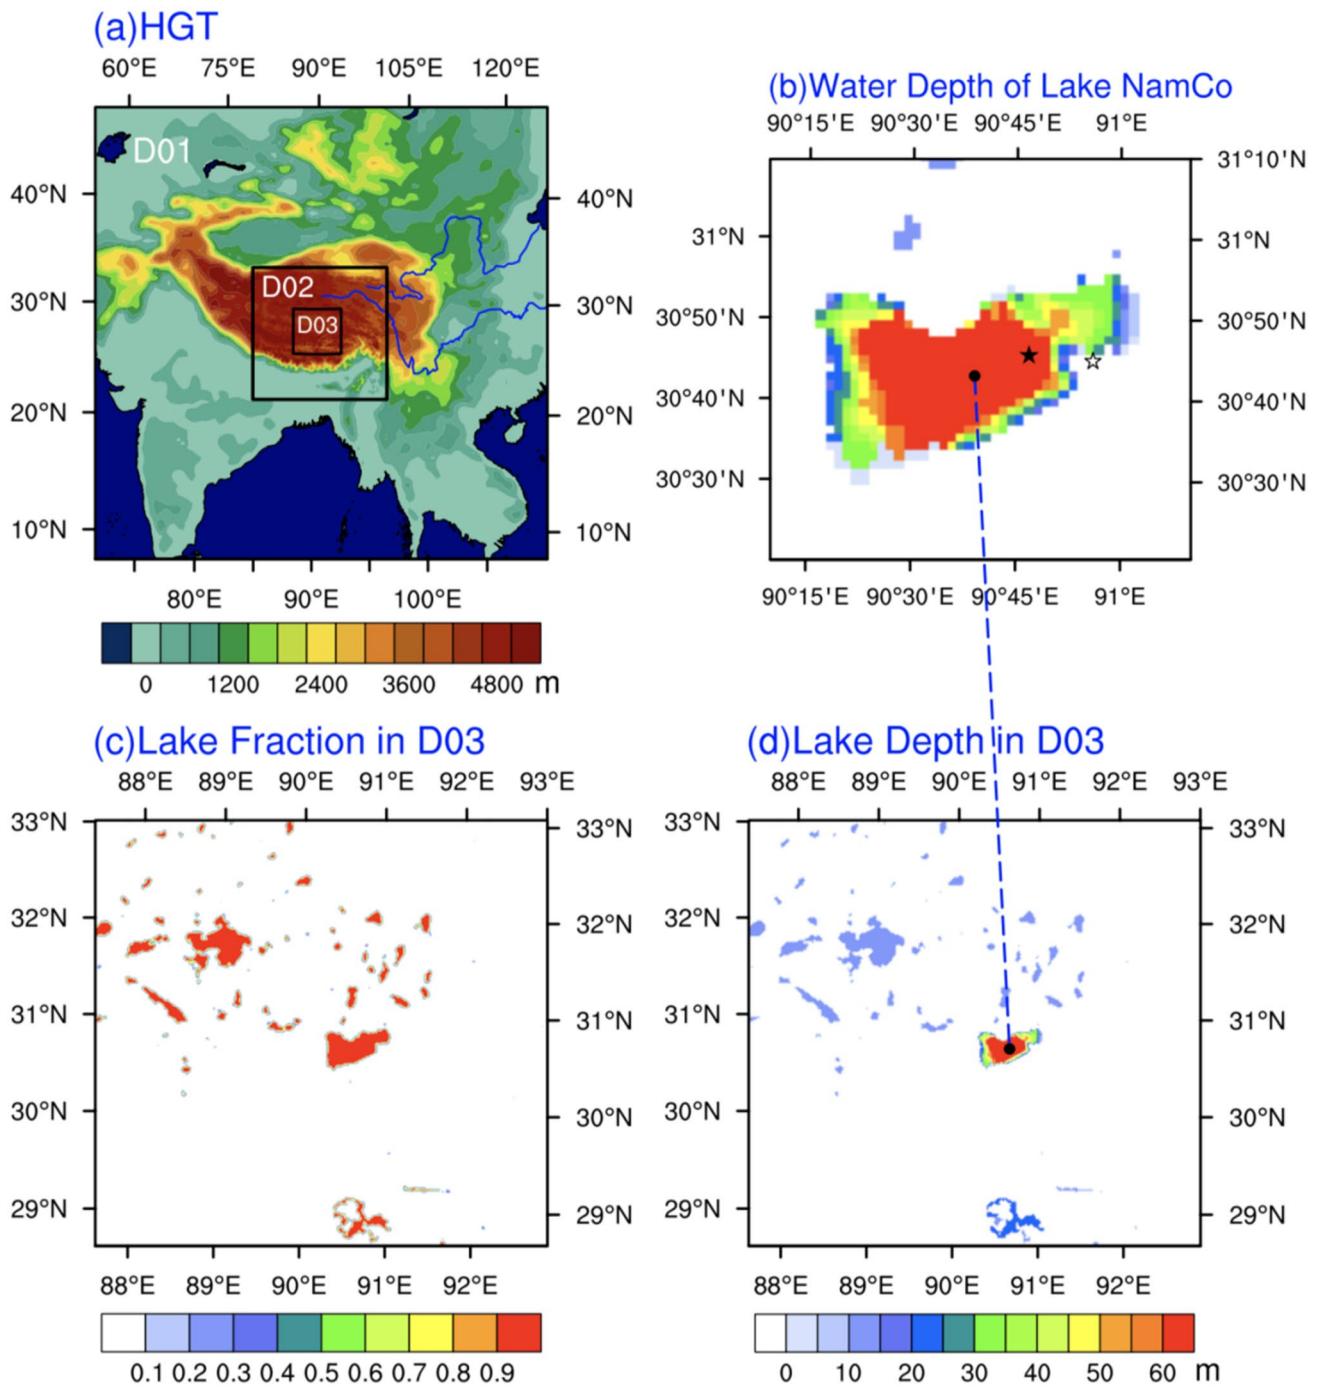 (a)HGT
60°E 75°E 90°E 105°E 120°E
D01
D02
D03
40°N
30°N
20°N
10°N
40°N
30°N
20°N
10°N
80°E 90°E 100°E
0 1200 2400 3600 4800 m
(b)Water Depth of Lake NamCo
90°15'E 90°30'E 90°45'E 91°E
31°N
30°50'N
30°40'N
30°30'N
31°10'N
31°N
30°50'N
30°40'N
30°30'N
90°15'E 90°30'E 90°45'E 91°E
(c)Lake Fraction in D03
88°E 89°E 90°E 91°E 92°E 93°E
33°N
32°N
31°N
30°N
29°N
33°N
32°N
31°N
30°N
29°N
88°E 89°E 90°E 91°E 92°E
0.1 0.2 0.3 0.4 0.5 0.6 0.7 0.8 0.9
(d)Lake Depth in D03
88°E 89°E 90°E 91°E 92°E 93°E
33°N
32°N
31°N
30°N
29°N
33°N
32°N
31°N
30°N
29°N
88°E 89°E 90°E 91°E 92°E
0 10 20 30 40 50 60 m